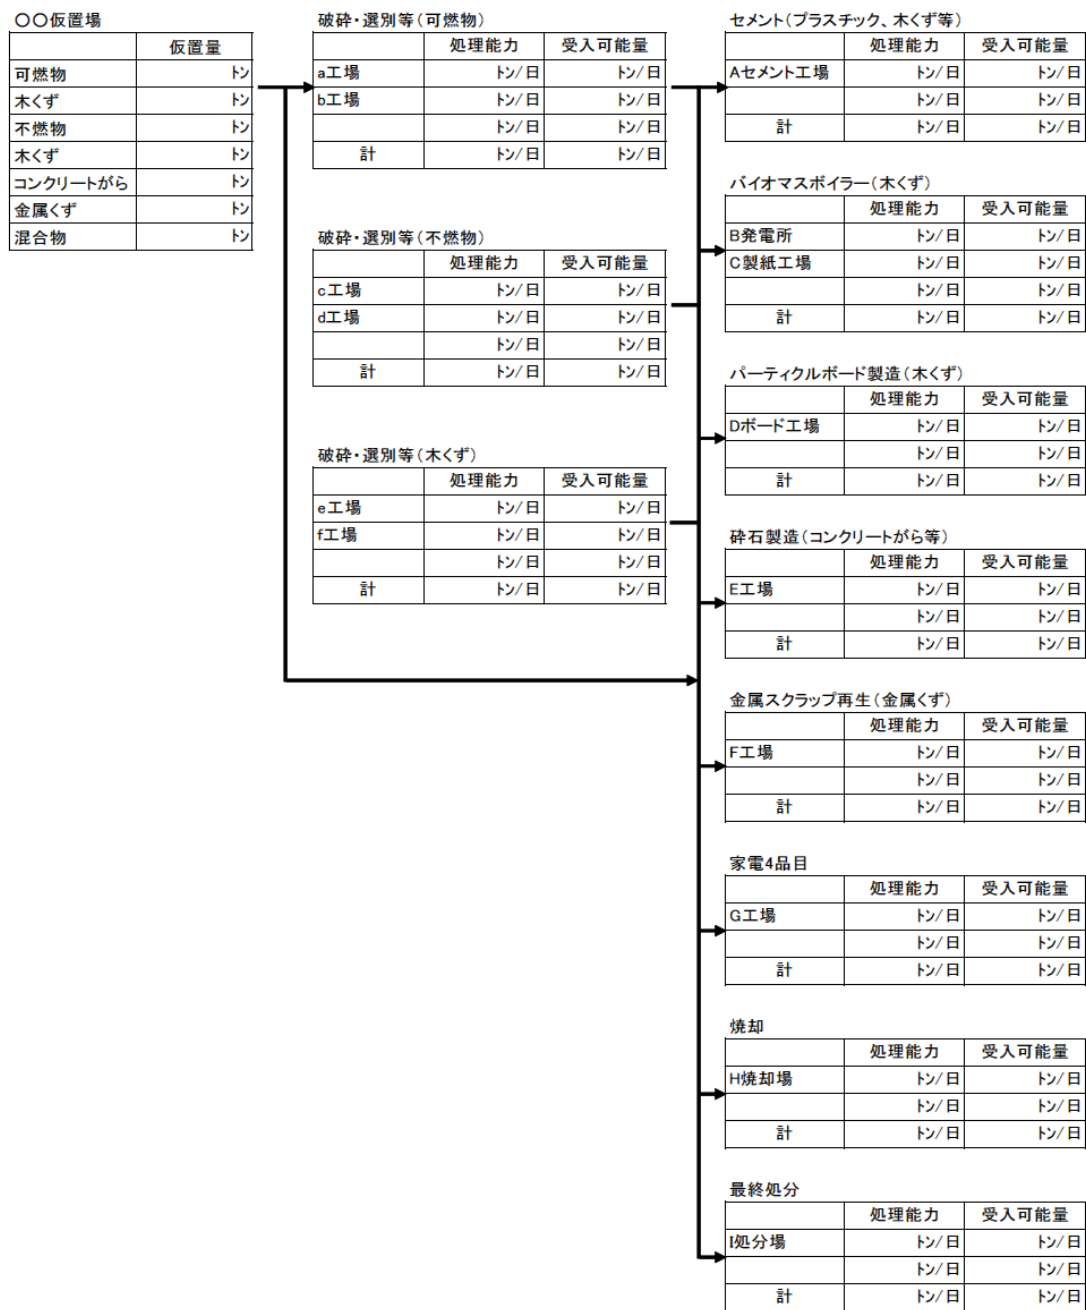 〇〇仮置場
仮置量
可燃物 トン
木くず トン
不燃物 トン
木くず トン
コンクリートがら トン
金属くず トン
混合物 トン
破砕・選別等(可燃物)
処理能力 受入可能量
a工場 トン/日 トン/日
b工場 トン/日 トン/日
トン/日 トン/日
計 トン/日 トン/日
破砕・選別等(不燃物)
処理能力 受入可能量
c工場 トン/日 トン/日
d工場 トン/日 トン/日
トン/日 トン/日
計 トン/日 トン/日
破砕・選別等(木くず)
処理能力 受入可能量
e工場 トン/日 トン/日
f工場 トン/日 トン/日
トン/日 トン/日
計 トン/日 トン/日
セメント(プラスチック、木くず等)
処理能力 受入可能量
Aセメント工場 トン/日 トン/日
トン/日 トン/日
計 トン/日 トン/日
バイオマスボイラー(木くず)
処理能力 受入可能量
B発電所 トン/日 トン/日
C製紙工場 トン/日 トン/日
トン/日 トン/日
計 トン/日 トン/日
パーティクルボード製造(木くず)
処理能力 受入可能量
Dボード工場 トン/日 トン/日
トン/日 トン/日
計 トン/日 トン/日
砕石製造(コンクリートがら等)
処理能力 受入可能量
E工場 トン/日 トン/日
トン/日 トン/日
計 トン/日 トン/日
金属スクラップ再生(金属くず)
処理能力 受入可能量
F工場 トン/日 トン/日
トン/日 トン/日
計 トン/日 トン/日
家電4品目
処理能力 受入可能量
G工場 トン/日 トン/日
トン/日 トン/日
計 トン/日 トン/日
焼却
処理能力 受入可能量
H焼却場 トン/日 トン/日
トン/日 トン/日
計 トン/日 トン/日
最終処分
処理能力 受入可能量
I処分場 トン/日 トン/日
トン/日 トン/日
計 トン/日 トン/日